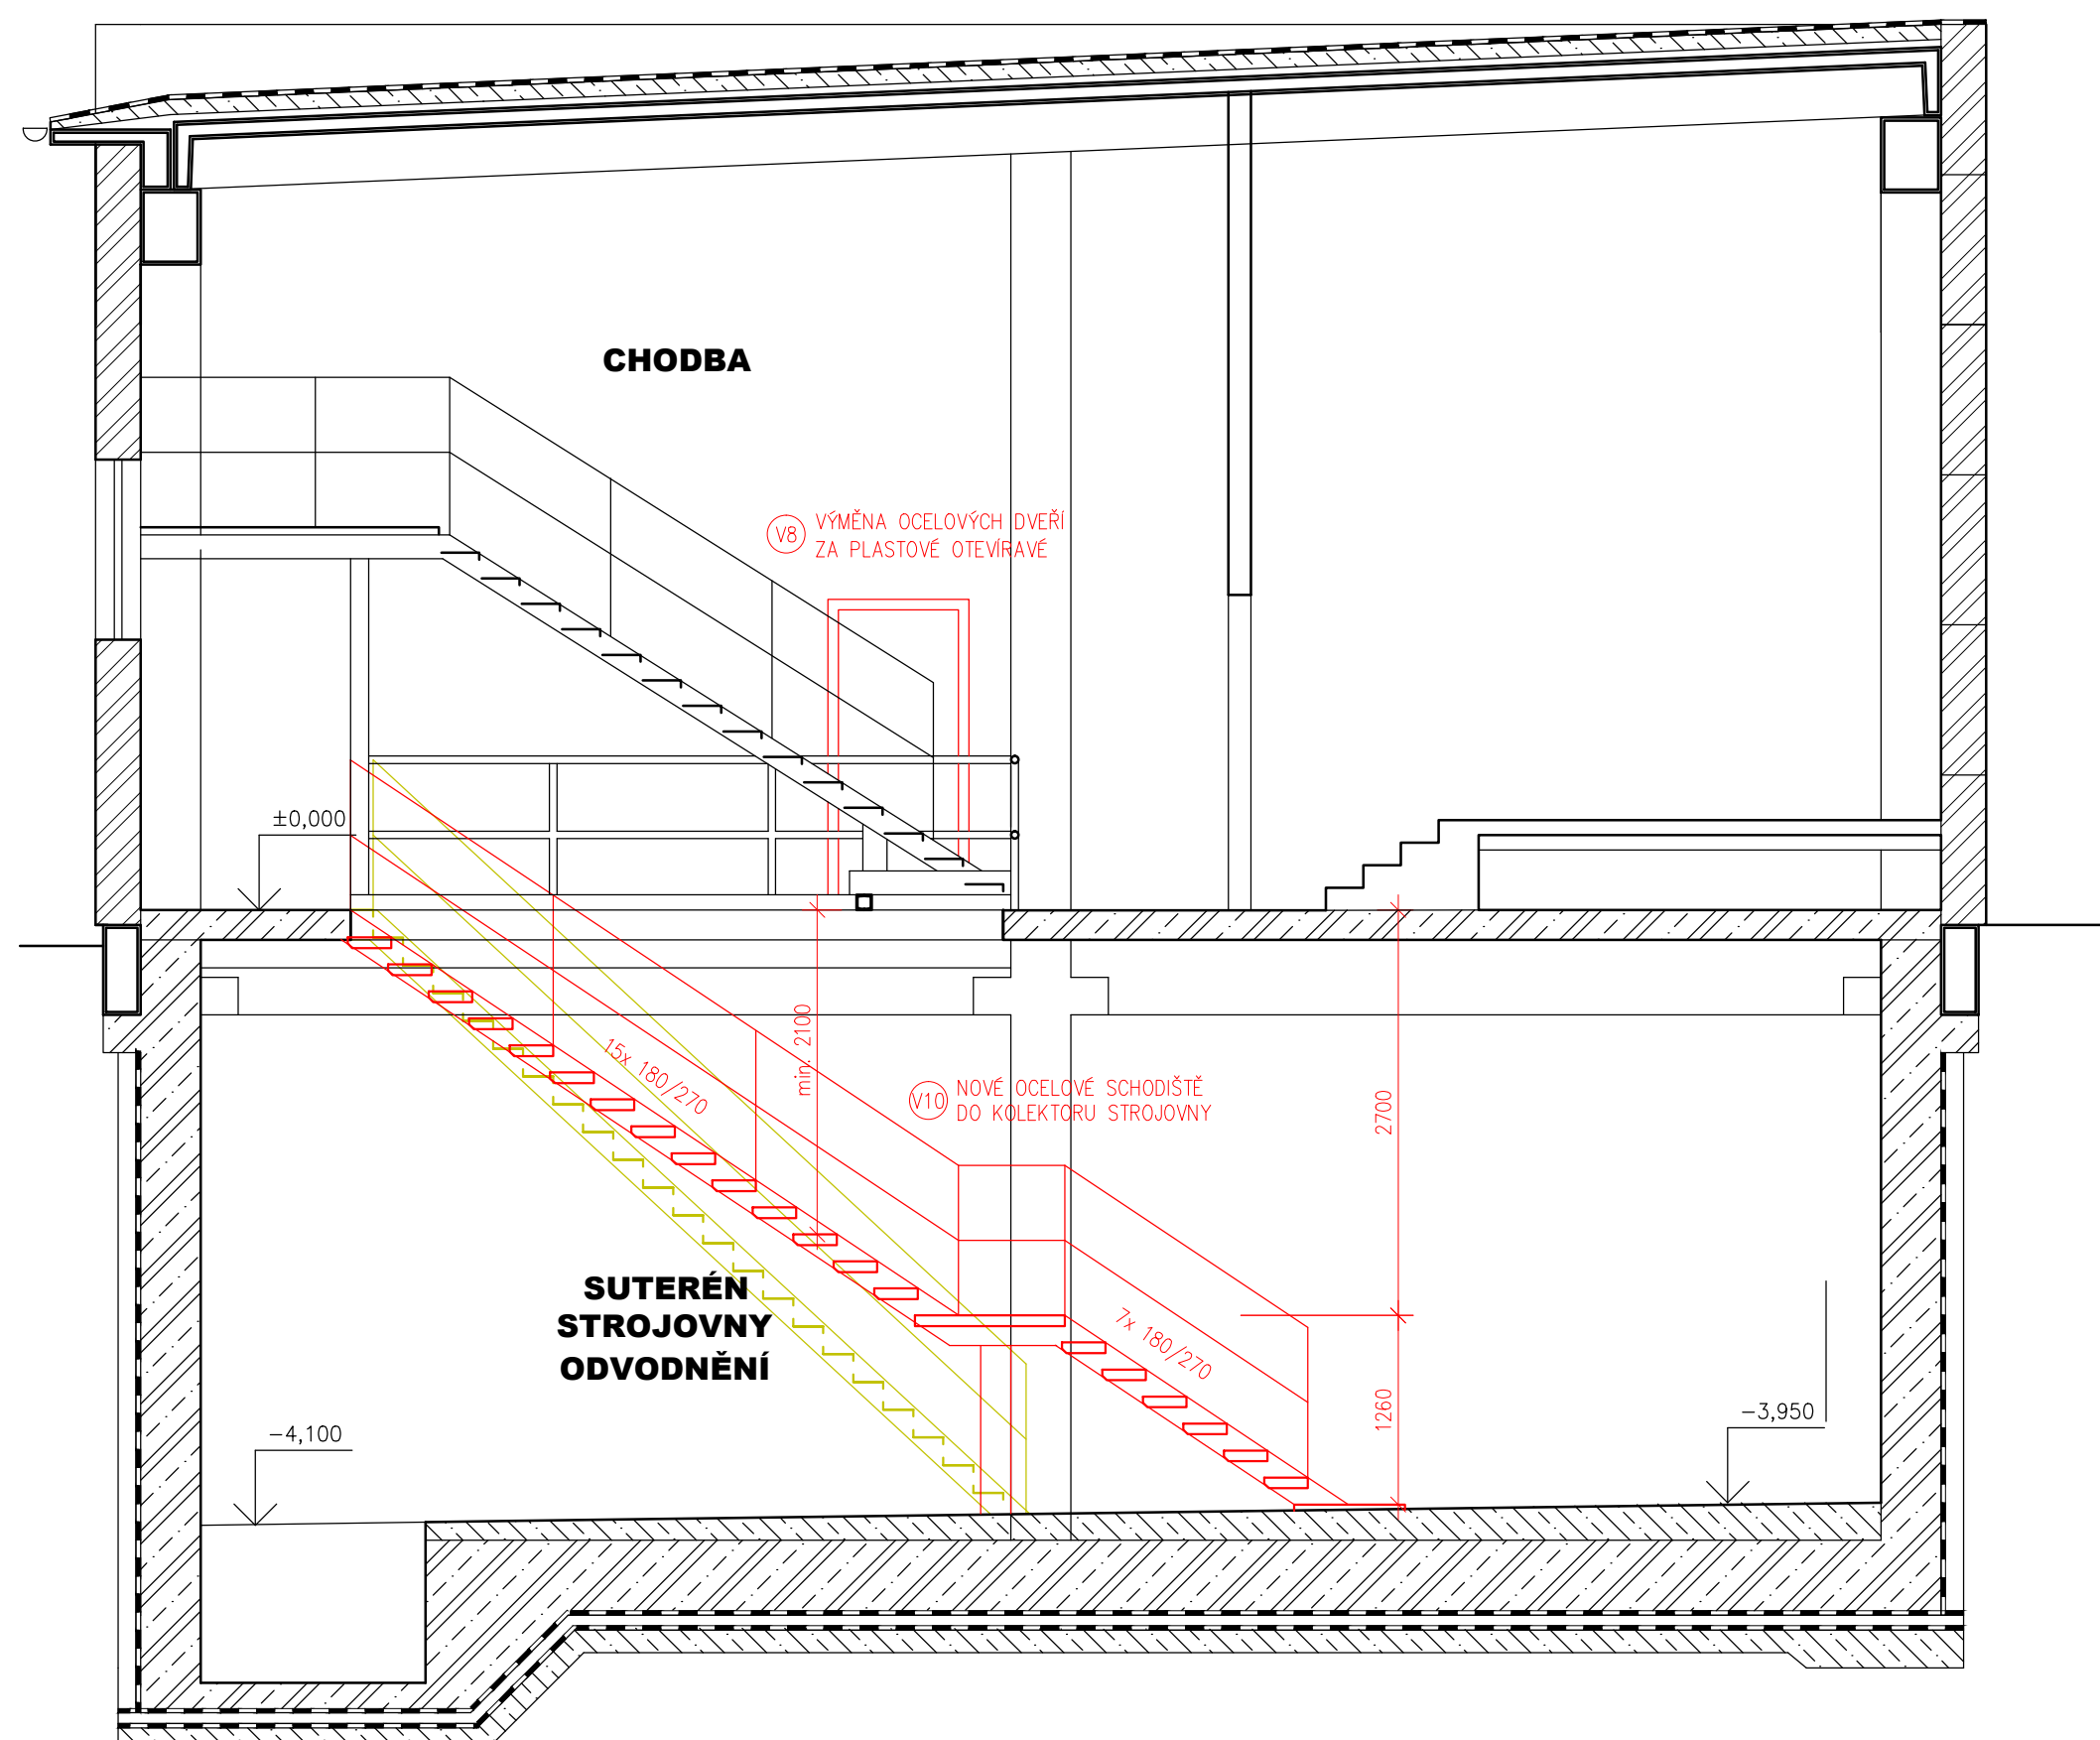 CHODBA
V8
VÝMĚNA OCELOVÝCH DVEŘÍ
ZA PLASTOVÉ OTEVÍRAVÉ
±0,000
min. 2100
15x 180/270
V10
NOVÉ OCELOVÉ SCHODIŠTĚ
DO KOLEKTORU STROJOVNY
2700
SUTERÉN
STROJOVNY
ODVODNĚNÍ
7x 180/270
1260
−4,100
−3,950